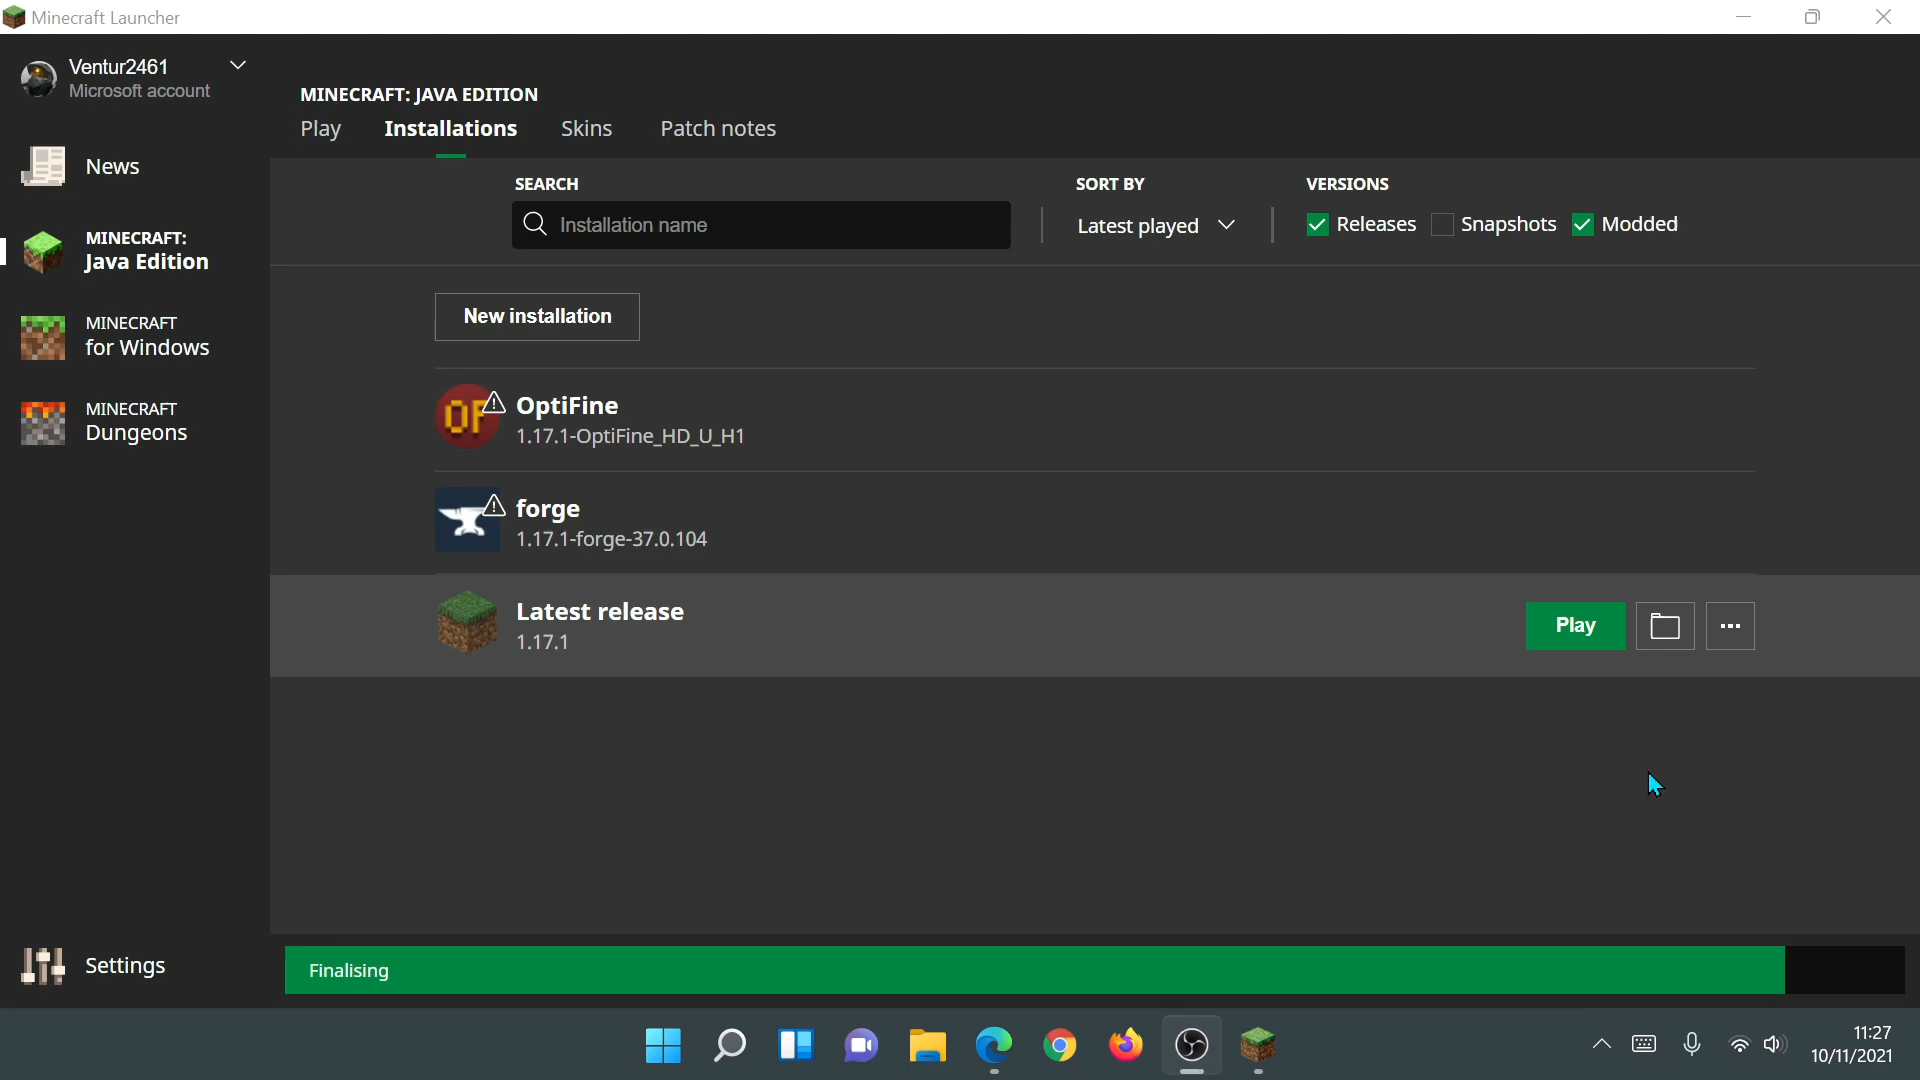 Minecraft Launcher
Ventur2461
Microsoft account
News
MINECRAFT:
Java Edition
MINECRAFT
for Windows
MINECRAFT
Dungeons
Settings
MINECRAFT: JAVA EDITION
Play Installations Skins Patch notes
SEARCH SORT BY VERSIONS
Installation name Latest played Releases Snapshots Modded
New installation
OF OptiFine
1.17.1-OptiFine_HD_U_H1
forge
1.17.1-forge-37.0.104
Latest release
1.17.1
Play
Finalising
11:27
10/11/2021